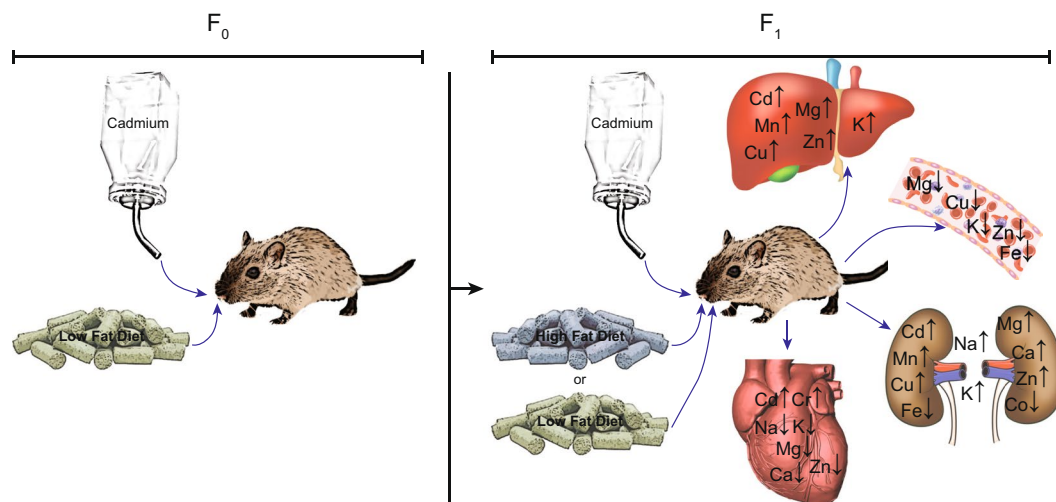 F0
F1
Cadmium
Low Fat Diet
Cadmium
High Fat Diet
or
Low Fat Diet
Cd↑
Mg↑
Mn↑
K↑
Cu↑
Zn↑
Mg↓
Cu↓
K↓
Zn↓
Fe↓
Cd↑
Mn↑
Cu↑
Fe↓
Na↑
K↑
Mg↑
Ca↑
Zn↑
Co↓
Cd↑ Cr↑
Na↓ K↓
Mg↓
Ca↓ Zn↓